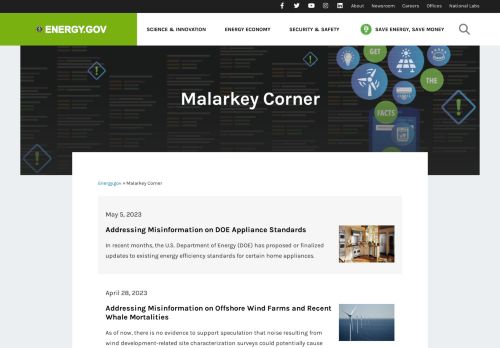 About Newsroom Careers Offices National Labs
ENERGY.GOV
SCIENCE & INNOVATION ENERGY ECONOMY SECURITY & SAFETY SAVE ENERGY, SAVE MONEY
GET
THE
FACTS
Malarkey Corner
Energy.gov » Malarkey Corner
May 5, 2023
Addressing Misinformation on DOE Appliance Standards
In recent months, the U.S. Department of Energy (DOE) has proposed or finalized
updates to existing energy efficiency standards for certain home appliances.
April 28, 2023
Addressing Misinformation on Offshore Wind Farms and Recent
Whale Mortalities
As of now, there is no evidence to support speculation that noise resulting from
wind development-related site characterization surveys could potentially cause